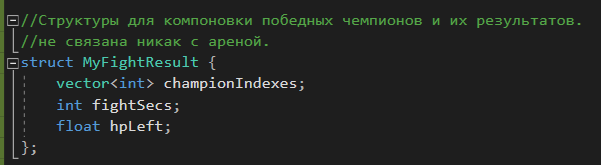 //Структуры для компоновки победных чемпионов и их результатов.
//не связана никак с ареной.
struct MyFightResult {
    vector<int> championIndexes;
    int fightSecs;
    float hpLeft;
};